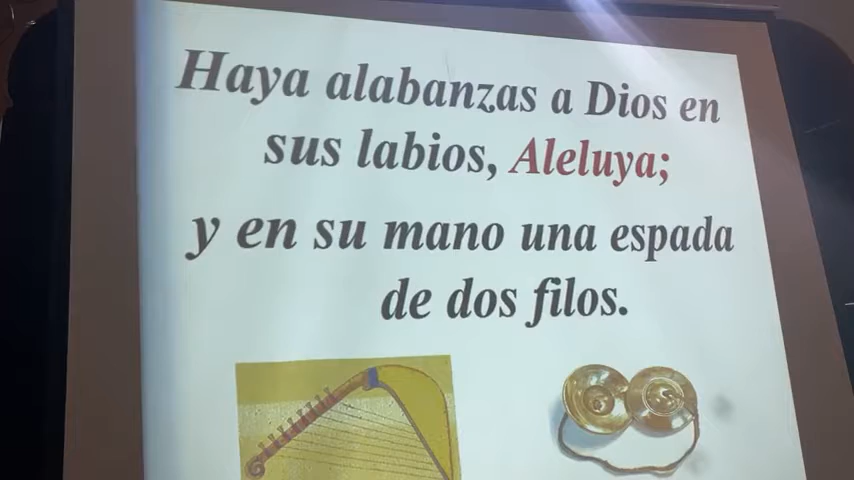 Haya alabanzas a Dios en
sus labios, Aleluya;
y en su mano una espada
de dos filos.